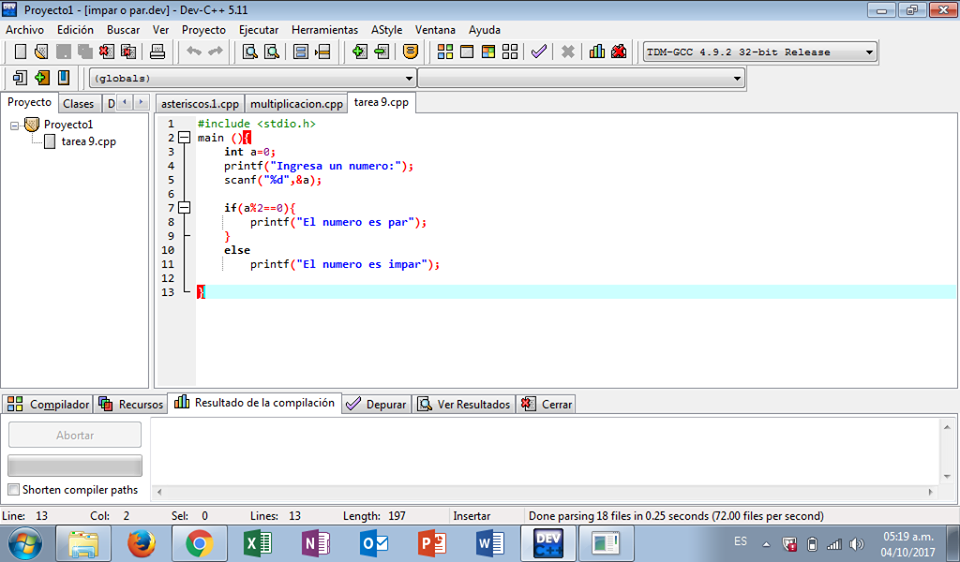 Proyecto1 - [impar o par.dev] - Dev-C++ 5.11
Archivo Edición Buscar Ver Proyecto Ejecutar Herramientas AStyle Ventana Ayuda
TDM-GCC 4.9.2 32-bit Release
(globals)
Proyecto Clases D asteriscos.1.cpp multiplicacion.cpp tarea 9.cpp
Proyecto1
tarea 9.cpp
1 #include <stdio.h>
2 main (){
3 int a=0;
4 printf("Ingresa un numero:");
5 scanf("%d",&a);
6
7 if(a%2==0){
8 printf("El numero es par");
9 }
10 else
11 printf("El numero es impar");
12
13 }
Compilador Recursos Resultado de la compilación Depurar Ver Resultados Cerrar
Abortar
Shorten compiler paths
Line: 13 Col: 2 Sel: 0 Lines: 13 Length: 197 Insertar Done parsing 18 files in 0.25 seconds (72.00 files per second)
DEV C++
ES
05:19 a.m.
04/10/2017